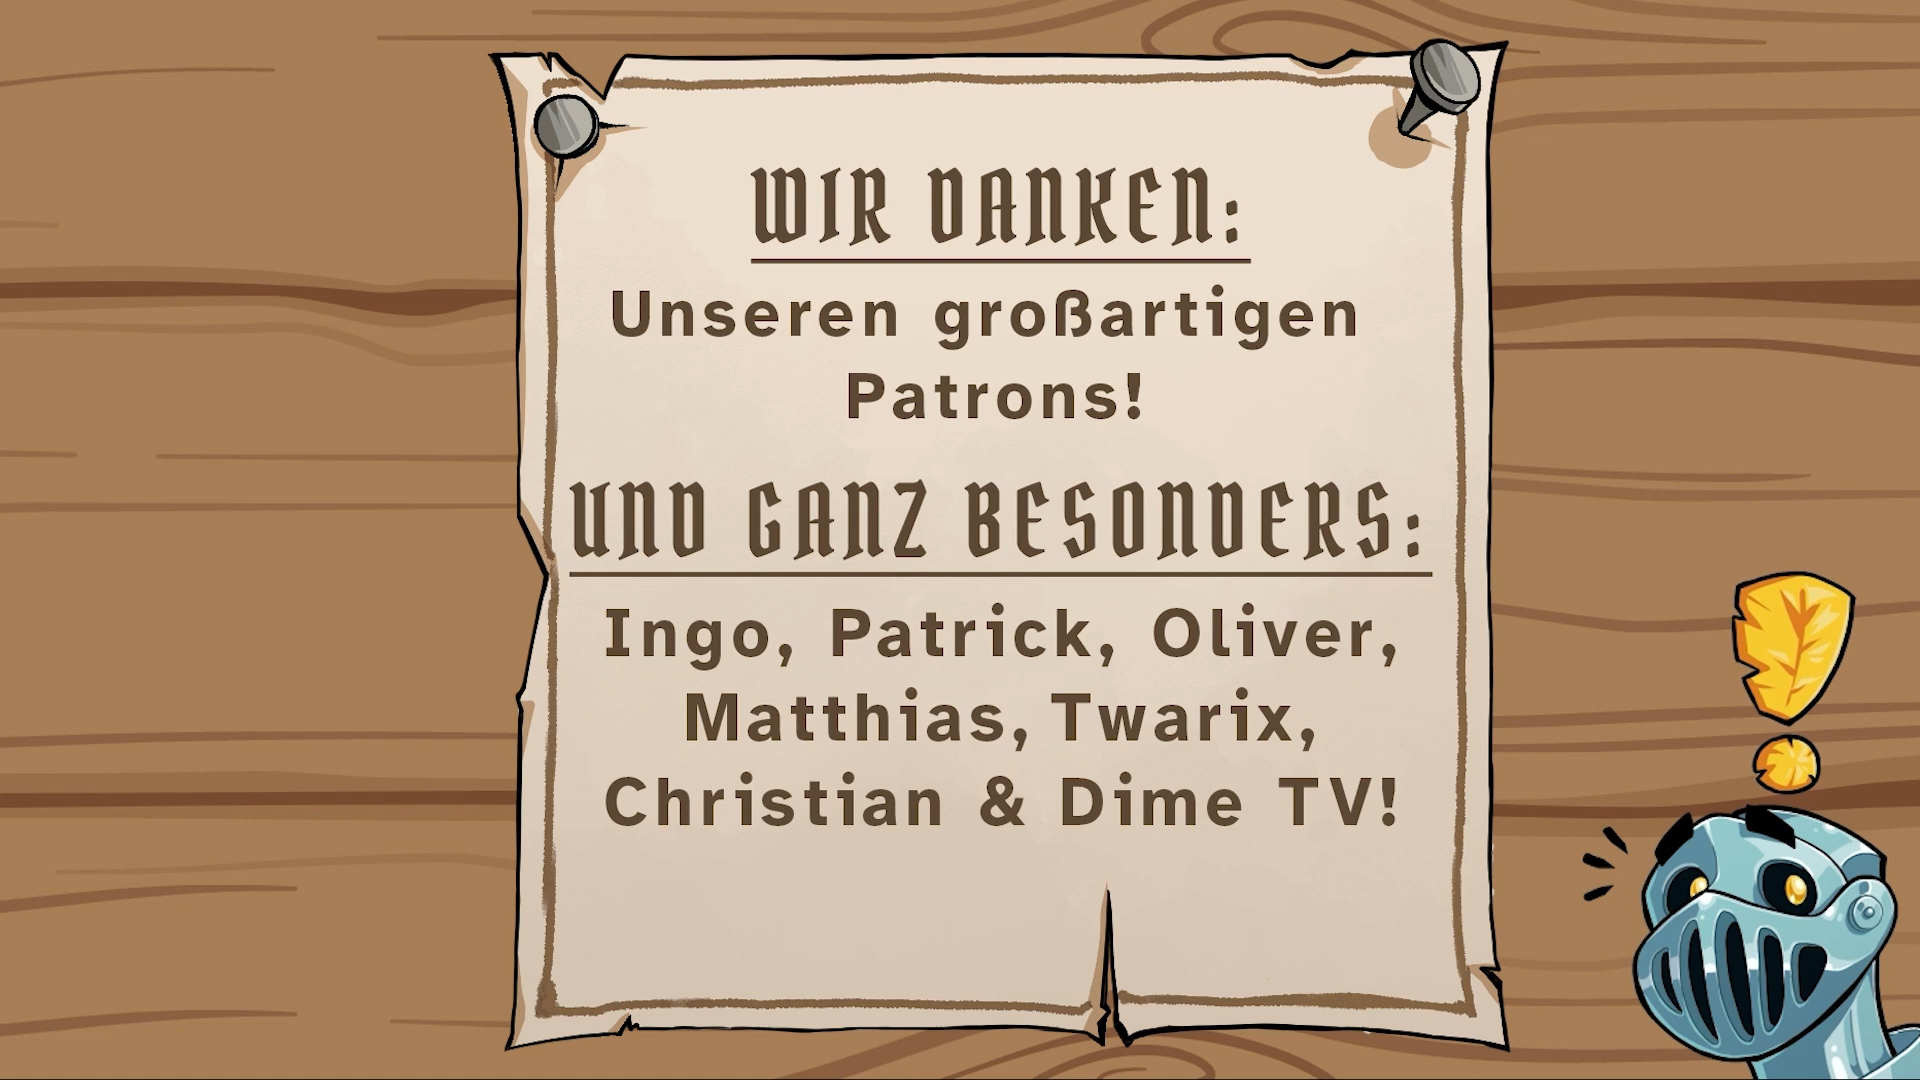 WIR DANKEN:
Unseren großartigen
Patrons!
UND GANZ BESONDERS:
Ingo, Patrick, Oliver,
Matthias, Twarix,
Christian & Dime TV!